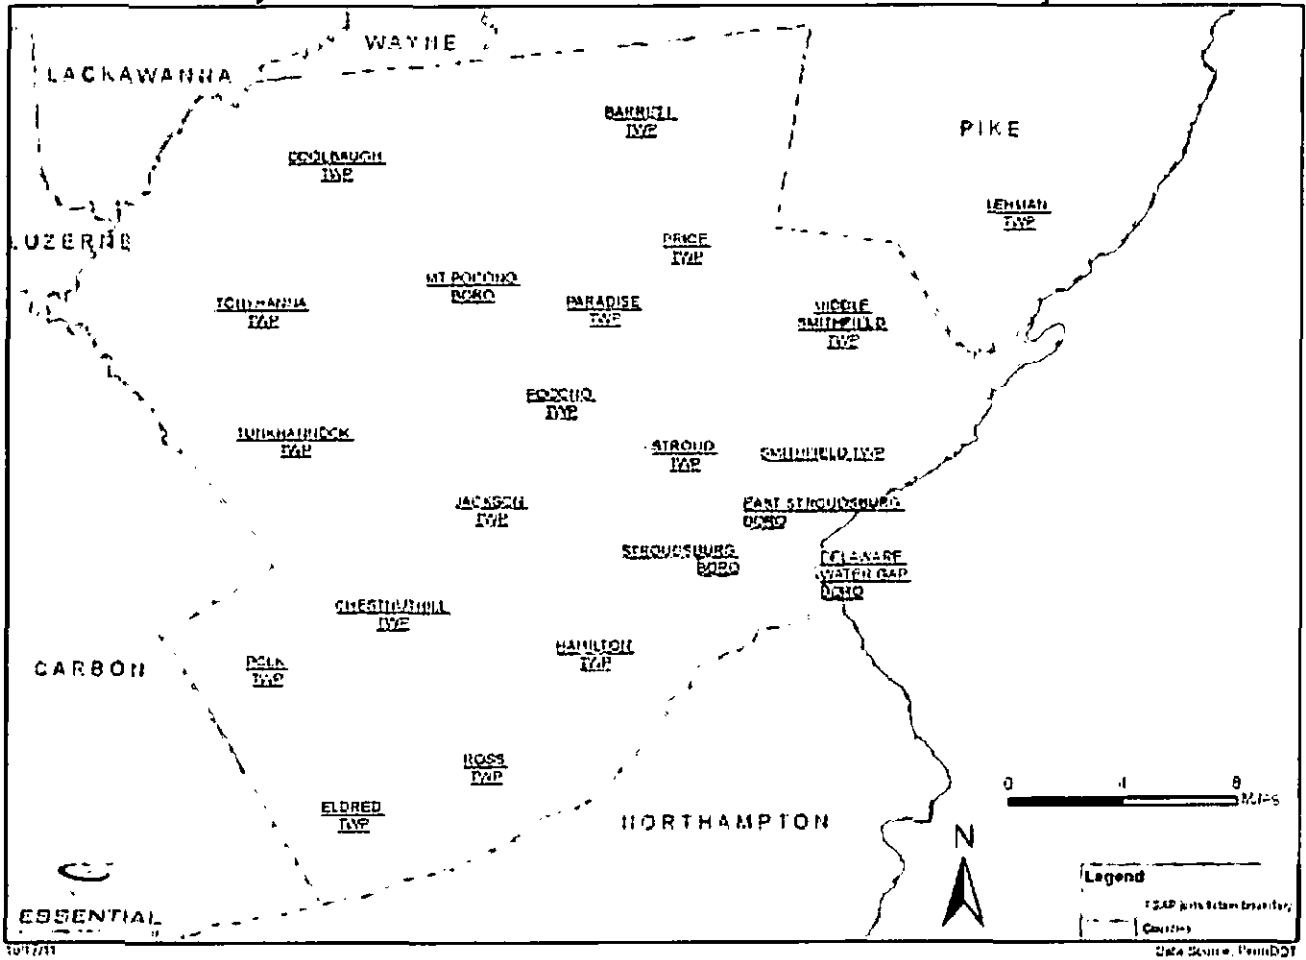 WAYNE
LACKAWANNA
BARRETT
TWP
PIKE
COOLBAUGH
TWP
LEHMAN
TWP
LUZERNE
PRICE
TWP
MT POCONO
BORO
TOBYHANNA
TWP
PARADISE
TWP
MIDDLE
SMITHFIELD
TWP
POCONO
TWP
TUNKHANNOCK
TWP
STROUD
TWP
SMITHFIELD TWP
JACKSON
TWP
EAST STROUDSBURG
BORO
STROUDSBURG
BORO
DELAWARE
WATER GAP
BORO
CHESTNUTHILL
TWP
HAMILTON
TWP
CARBON
POLK
TWP
ROSS
TWP
ELDRED
TWP
NORTHAMPTON
0 4 8
Miles
N
ESSENTIAL
Legend
Counties
10/17/11
Data Source: PennDOT